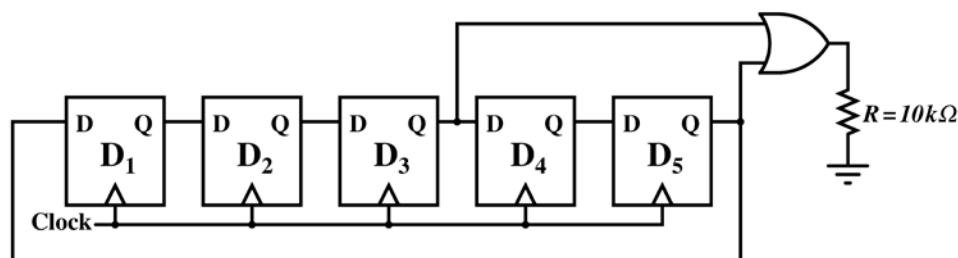 D Q D Q D Q D Q D Q
D₁ D₂ D₃ D₄ D₅
R = 10kΩ
Clock